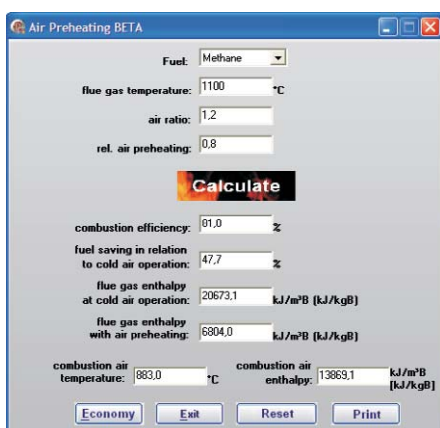 Air Preheating BETA
Fuel: Methane
flue gas temperature: 1100 °C
air ratio: 1,2
rel. air preheating: 0,8
Calculate
combustion efficiency: 81,0 %
fuel saving in relation
to cold air operation: 47,7 %
flue gas enthalpy
at cold air operation: 20673,1 kJ/m³B (kJ/kgB)
flue gas enthalpy
with air preheating: 6804,0 kJ/m³B (kJ/kgB)
combustion air
temperature: 883,0 °C
combustion air
enthalpy: 13869,1 kJ/m³B
[kJ/kgB]
Economy Exit Reset Print